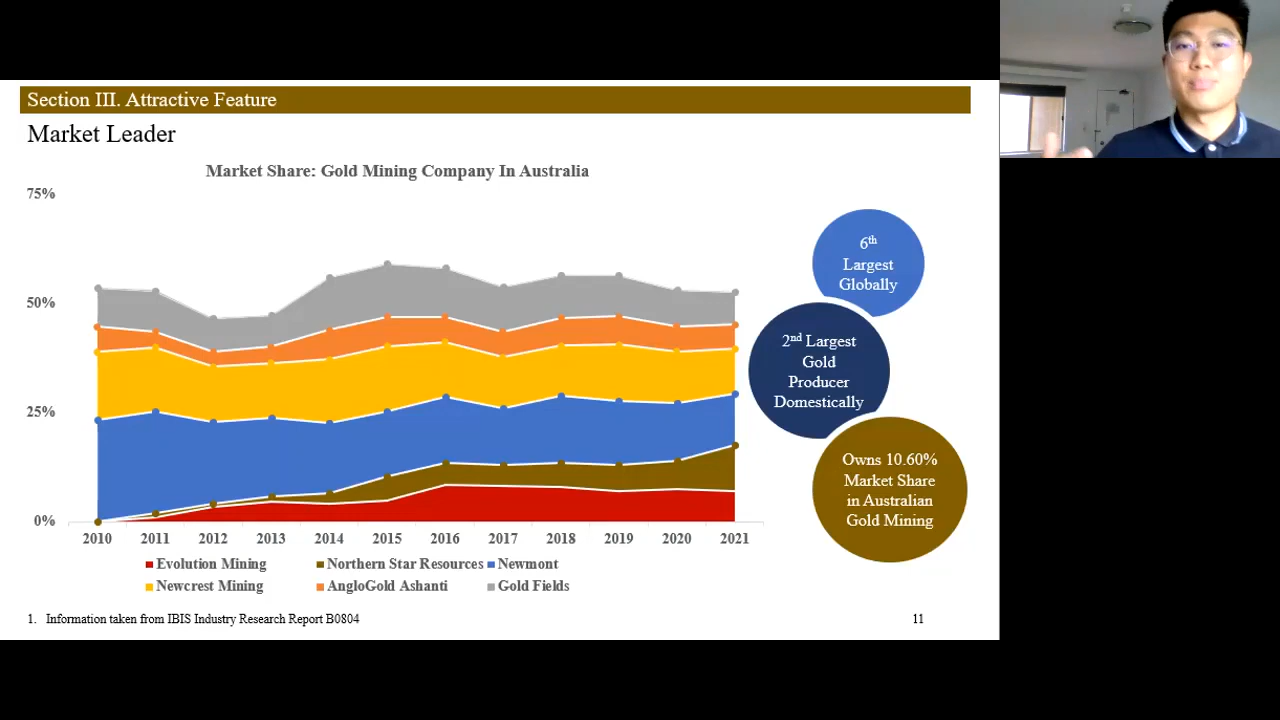 Section III. Attractive Feature
Market Leader
Market Share: Gold Mining Company In Australia
75%
50%
25%
0%
2010 2011 2012 2013 2014 2015 2016 2017 2018 2019 2020 2021
Evolution Mining Northern Star Resources Newmont
Newcrest Mining AngloGold Ashanti Gold Fields
6th
Largest
Globally
2nd Largest
Gold
Producer
Domestically
Owns 10.60%
Market Share
in Australian
Gold Mining
1. Information taken from IBIS Industry Research Report B0804
11